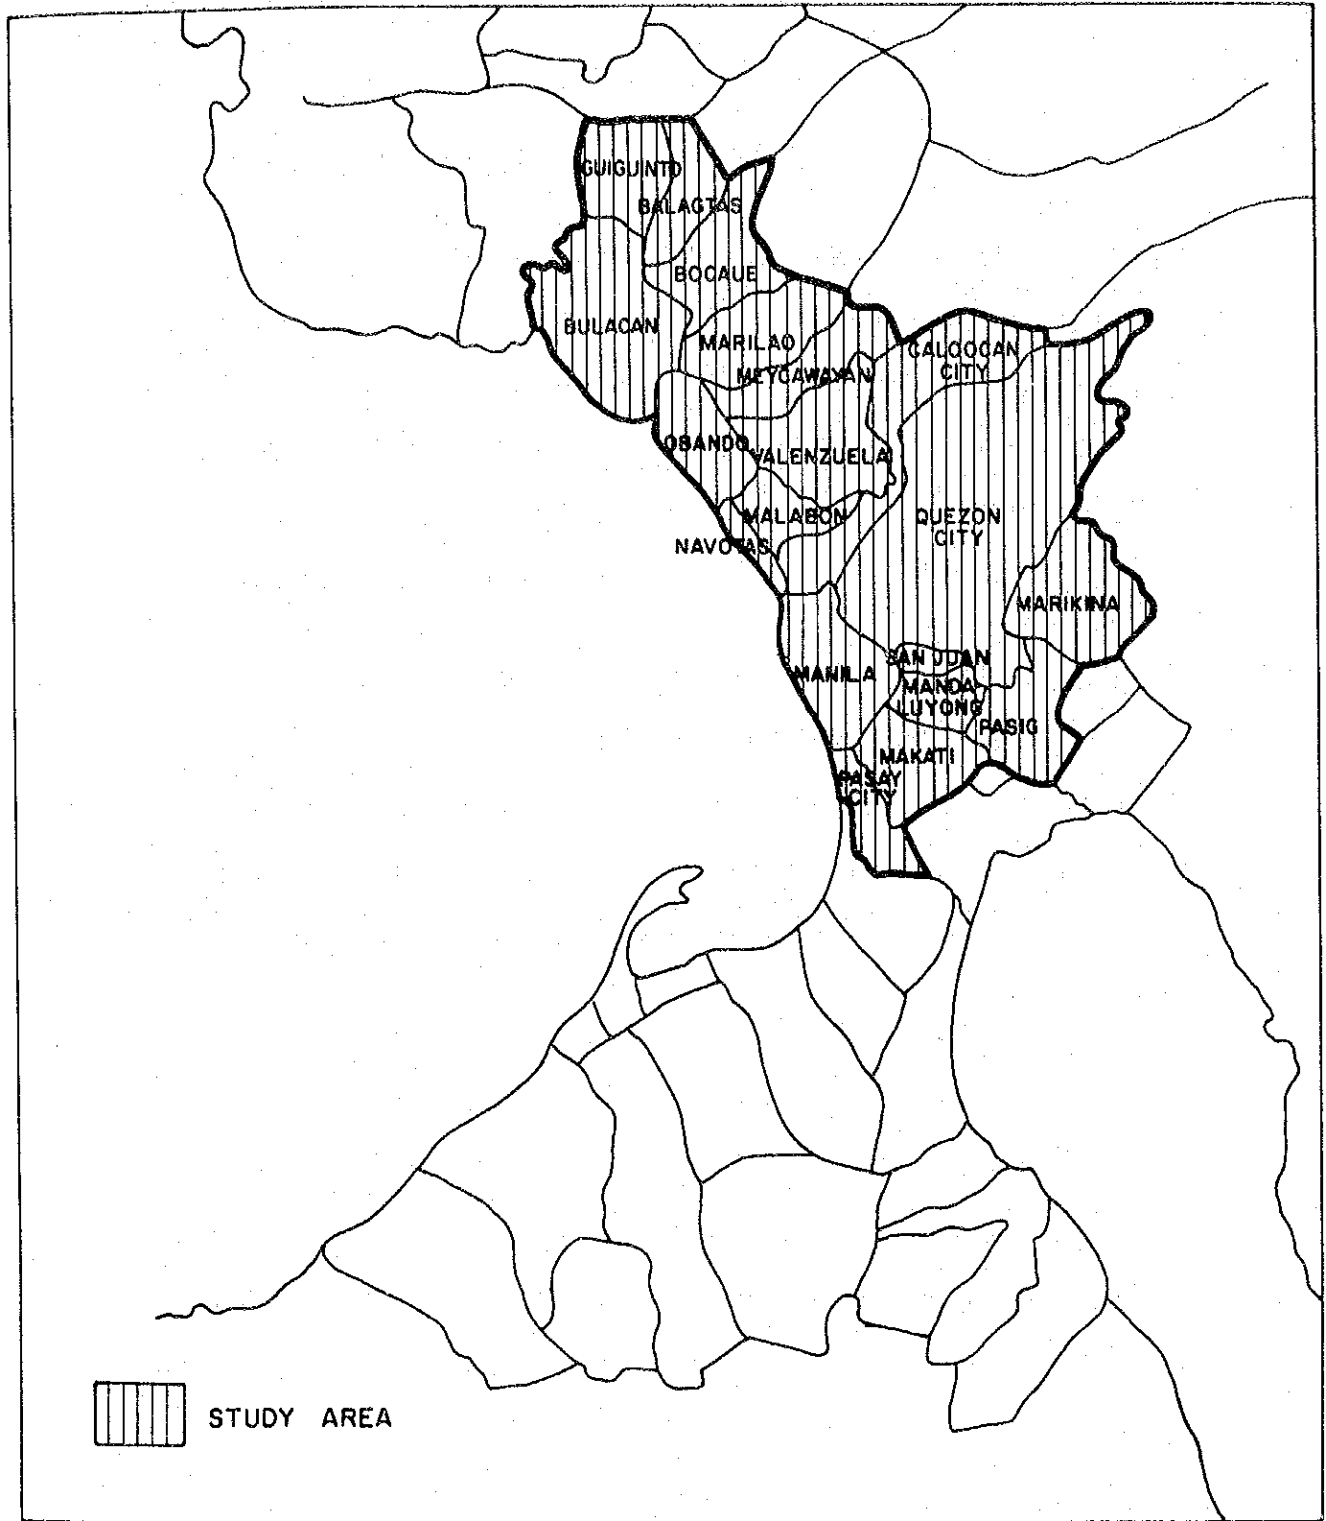 GUIGUINTO
BALAGTAS
BOCAUE
BULACAN
MARILAO
CALOOCAN
CITY
MEYCAWAYAN
OBANDO
VALENZUELA
MALABON
QUEZON
CITY
NAVOTAS
MARIKINA
SAN JUAN
MANILA
MANDA
LUYONG
PASIG
MAKATI
PASAY
CITY
STUDY AREA